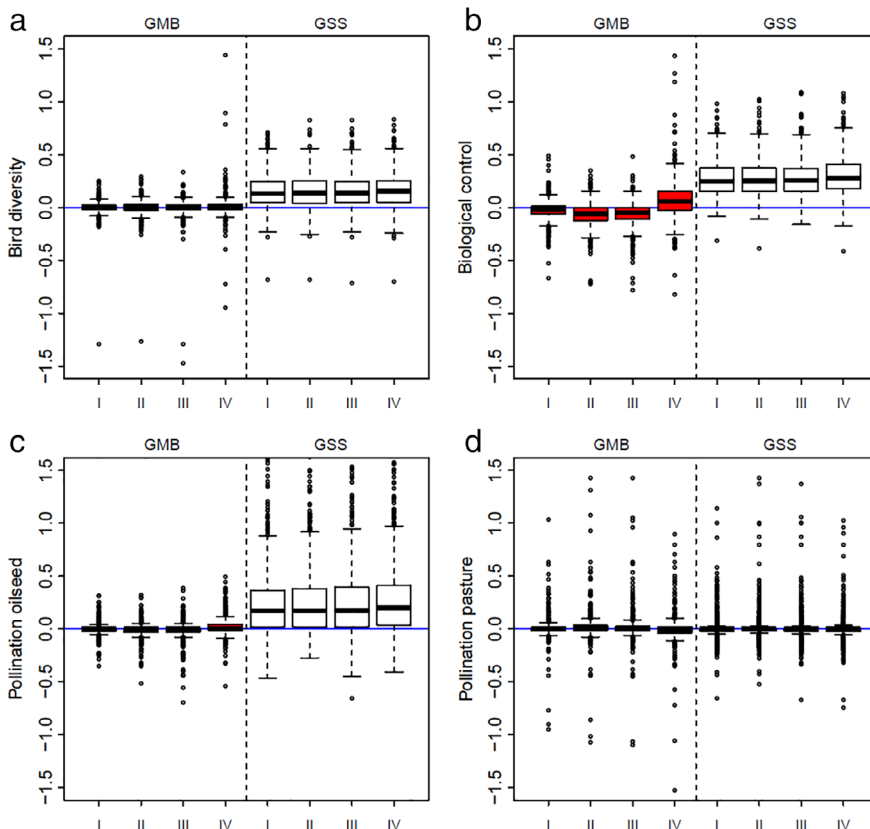 a
GMB GSS
Bird diversity
1.5
1.0
0.5
0.0
−0.5
−1.0
−1.5
I II III IV I II III IV
b
GMB GSS
Biological control
1.5
1.0
0.5
0.0
−0.5
−1.0
−1.5
I II III IV I II III IV
c
GMB GSS
Pollination oilseed
1.5
1.0
0.5
0.0
−0.5
−1.0
−1.5
I II III IV I II III IV
d
GMB GSS
Pollination pasture
1.5
1.0
0.5
0.0
−0.5
−1.0
−1.5
I II III IV I II III IV